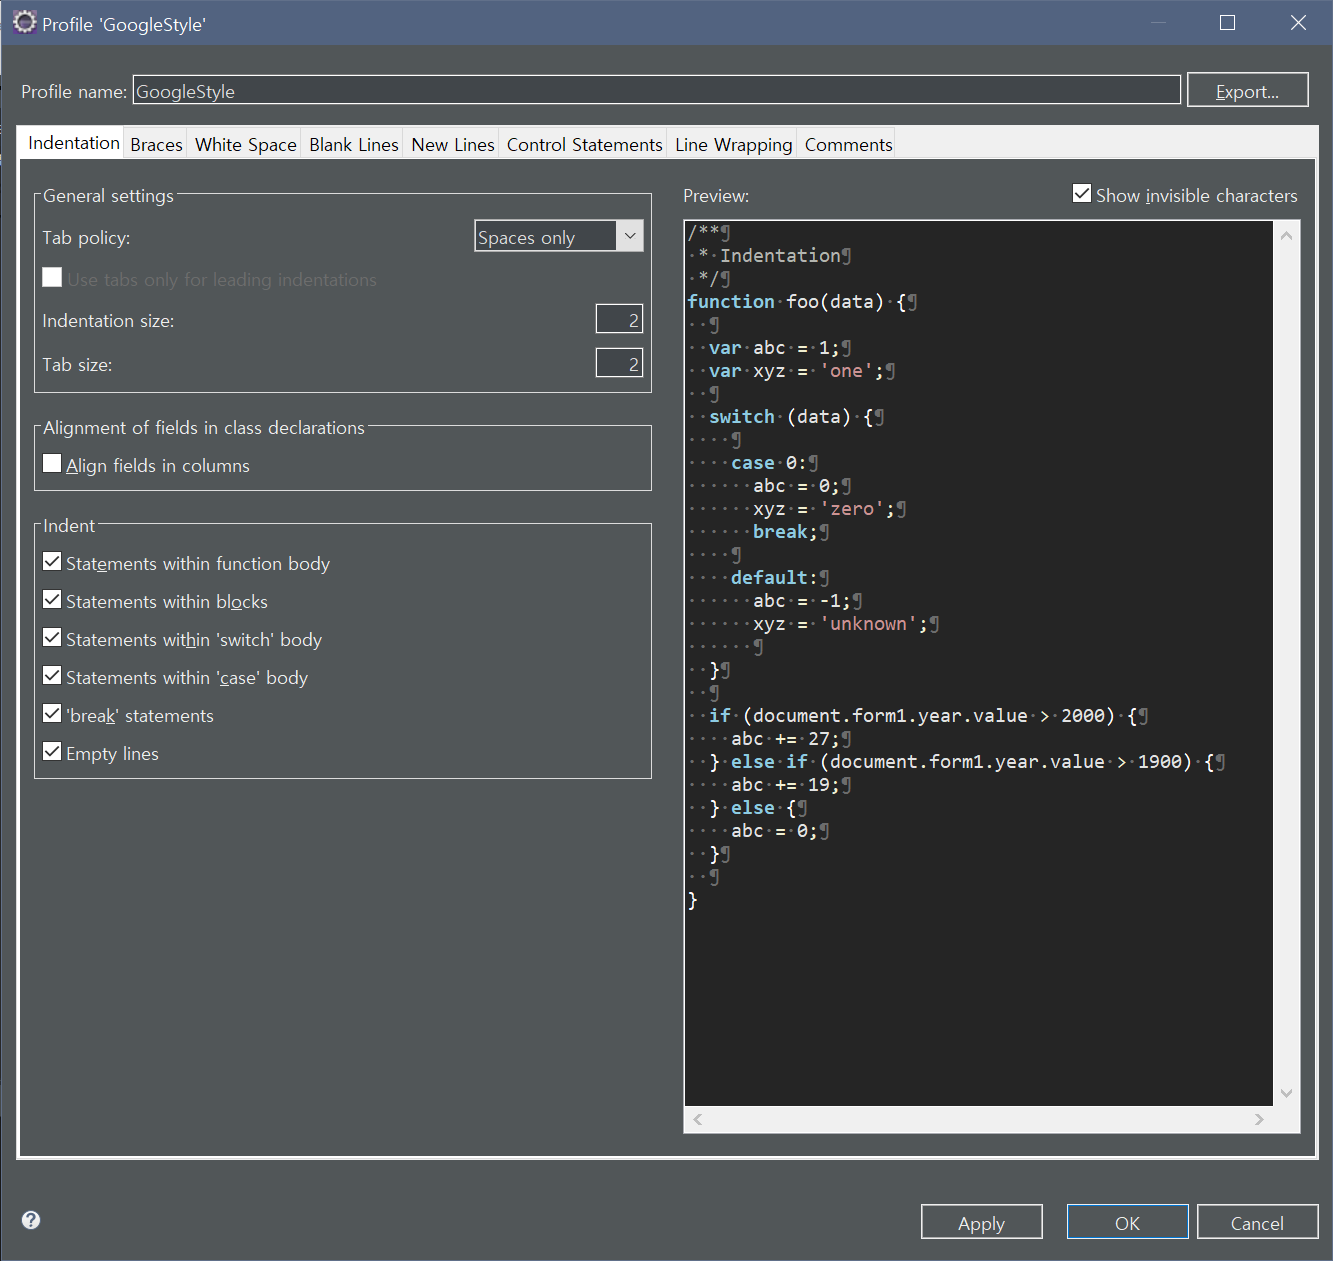 Profile 'GoogleStyle'
Profile name: GoogleStyle Export...
Indentation Braces White Space Blank Lines New Lines Control Statements Line Wrapping Comments
General settings
Tab policy: Spaces only
Use tabs only for leading indentations
Indentation size: 2
Tab size: 2
Alignment of fields in class declarations
Align fields in columns
Indent
Statements within function body
Statements within blocks
Statements within 'switch' body
Statements within 'case' body
'break' statements
Empty lines
Preview: Show invisible characters
/**¶
·* Indentation¶
·*/¶
function·foo(data)·{¶
··¶
··var·abc·=·1;¶
··var·xyz·=·'one';¶
··¶
··switch·(data)·{¶
····¶
····case·0:¶
······abc·=·0;¶
······xyz·=·'zero';¶
······break;¶
····¶
····default:¶
······abc·=·-1;¶
······xyz·=·'unknown';¶
······¶
··}¶
··¶
··if·(document.form1.year.value·>·2000)·{¶
····abc·+=·27;¶
··}·else·if·(document.form1.year.value·>·1900)·{¶
····abc·+=·19;¶
··}·else·{¶
····abc·=·0;¶
··}¶
··¶
}
? Apply OK Cancel